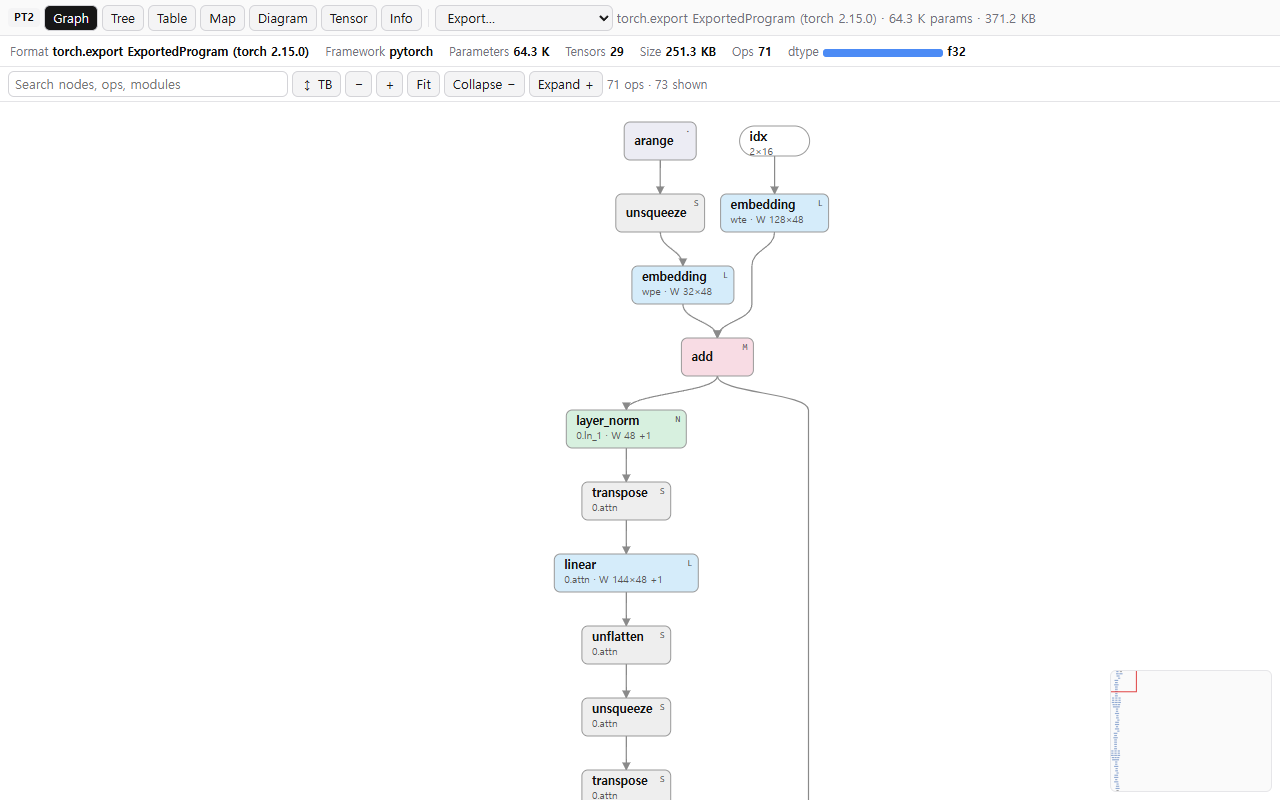 PT2 Graph Tree Table Map Diagram Tensor Info Export... torch.export ExportedProgram (torch 2.15.0) · 64.3 K params · 371.2 KB
Format torch.export ExportedProgram (torch 2.15.0) Framework pytorch Parameters 64.3 K Tensors 29 Size 251.3 KB Ops 71 dtype f32
Search nodes, ops, modules ↕ TB − + Fit Collapse − Expand + 71 ops · 73 shown
arange ·
idx
2×16
unsqueeze S
embedding L
wte · W 128×48
embedding L
wpe · W 32×48
add M
layer_norm N
0.ln_1 · W 48 +1
transpose S
0.attn
linear L
0.attn · W 144×48 +1
unflatten S
0.attn
unsqueeze S
0.attn
transpose S
0.attn